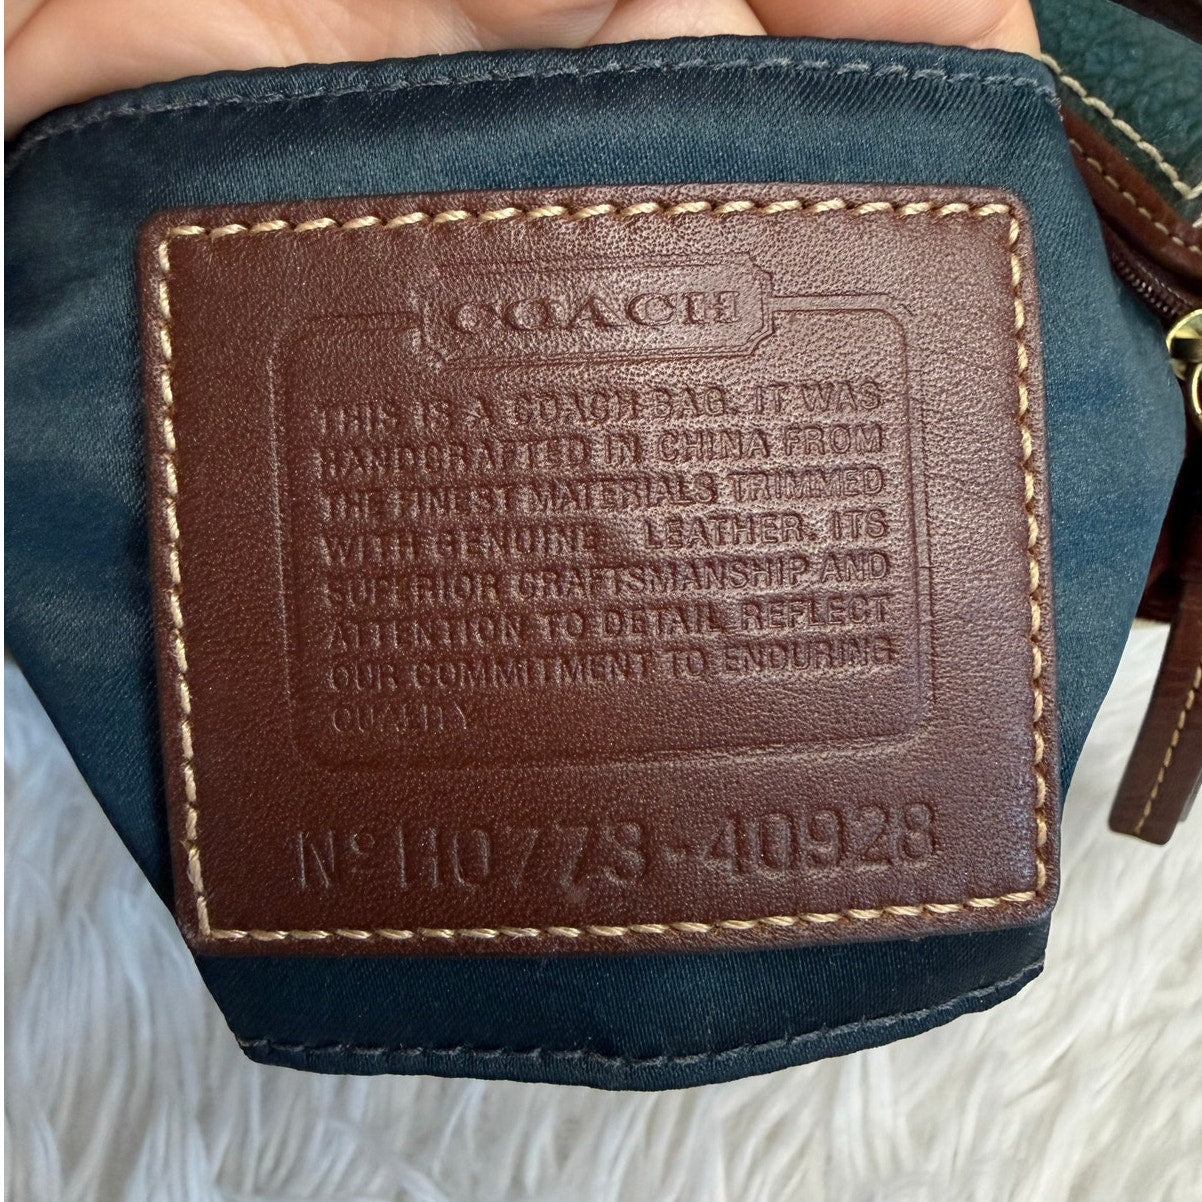 COACH
THIS IS A COACH BAG. IT WAS
HANDCRAFTED IN CHINA FROM
THE FINEST MATERIALS TRIMMED
WITH GENUINE LEATHER. ITS
SUPERIOR CRAFTSMANSHIP AND
ATTENTION TO DETAIL REFLECT
OUR COMMITMENT TO ENDURING
QUALITY
Nº H0773-40928